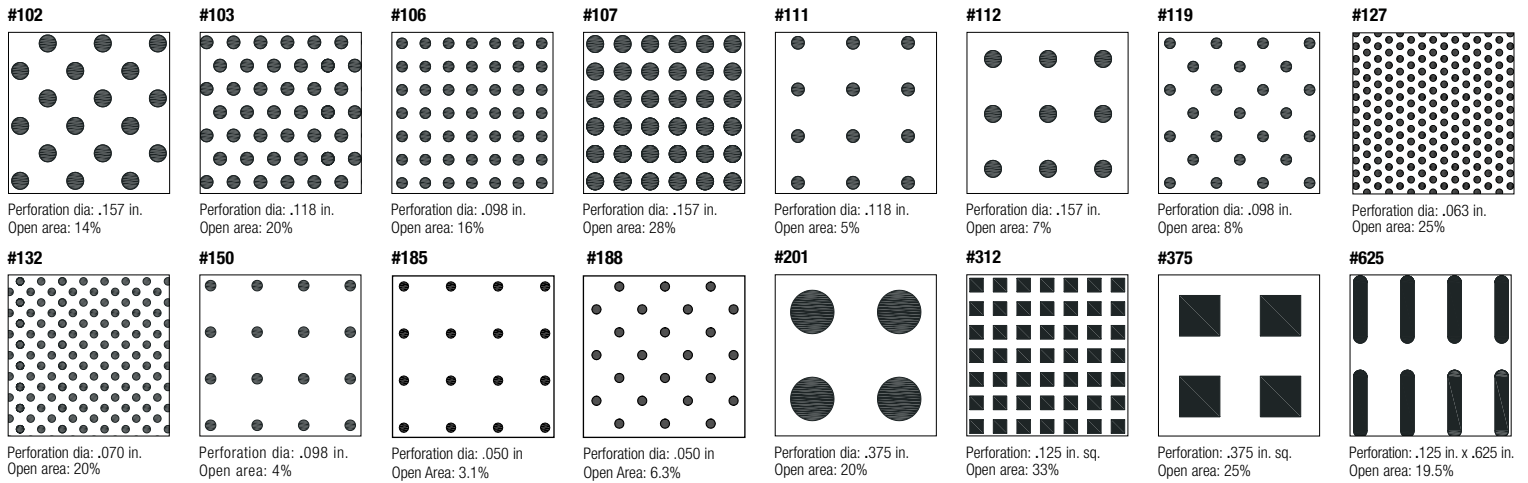 #102
Perforation dia: .157 in.
Open area: 14%
#103
Perforation dia: .118 in.
Open area: 20%
#106
Perforation dia: .098 in.
Open area: 16%
#107
Perforation dia: .157 in.
Open area: 28%
#111
Perforation dia: .118 in.
Open area: 5%
#112
Perforation dia: .157 in.
Open area: 7%
#119
Perforation dia: .098 in.
Open area: 8%
#127
Perforation dia: .063 in.
Open area: 25%
#132
Perforation dia: .070 in.
Open area: 20%
#150
Perforation dia: .098 in.
Open area: 4%
#185
Perforation dia: .050 in
Open Area: 3.1%
#188
Perforation dia: .050 in
Open Area: 6.3%
#201
Perforation dia: .375 in.
Open area: 20%
#312
Perforation: .125 in. sq.
Open area: 33%
#375
Perforation: .375 in. sq.
Open area: 25%
#625
Perforation: .125 in. x .625 in.
Open area: 19.5%